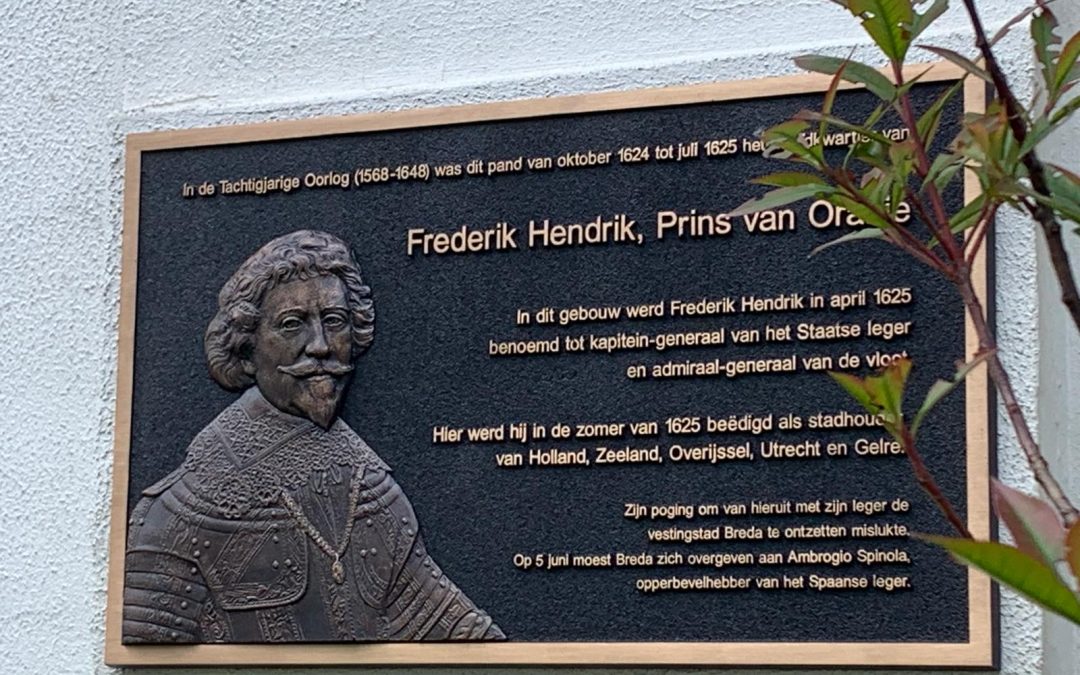 In de Tachtigjarige Oorlog (1568-1648) was dit pand van oktober 1624 tot juli 1625 van
Frederik Hendrik, Prins van
In dit gebouw werd Frederik Hendrik in april 1625
benoemd tot kapitein-generaal van het Staatse leger
en admiraal-generaal van de vloot.
Hier werd hij in de zomer van 1625 beëdigd als
van Holland, Zeeland, Overijssel, Utrecht en Gelre.
Zijn poging om van hieruit met zijn leger de
vestingstad Breda te ontzetten mislukte.
Op 5 juni moest Breda zich overgeven aan Ambrogio Spinola,
opperbevelhebber van het Spaanse leger.